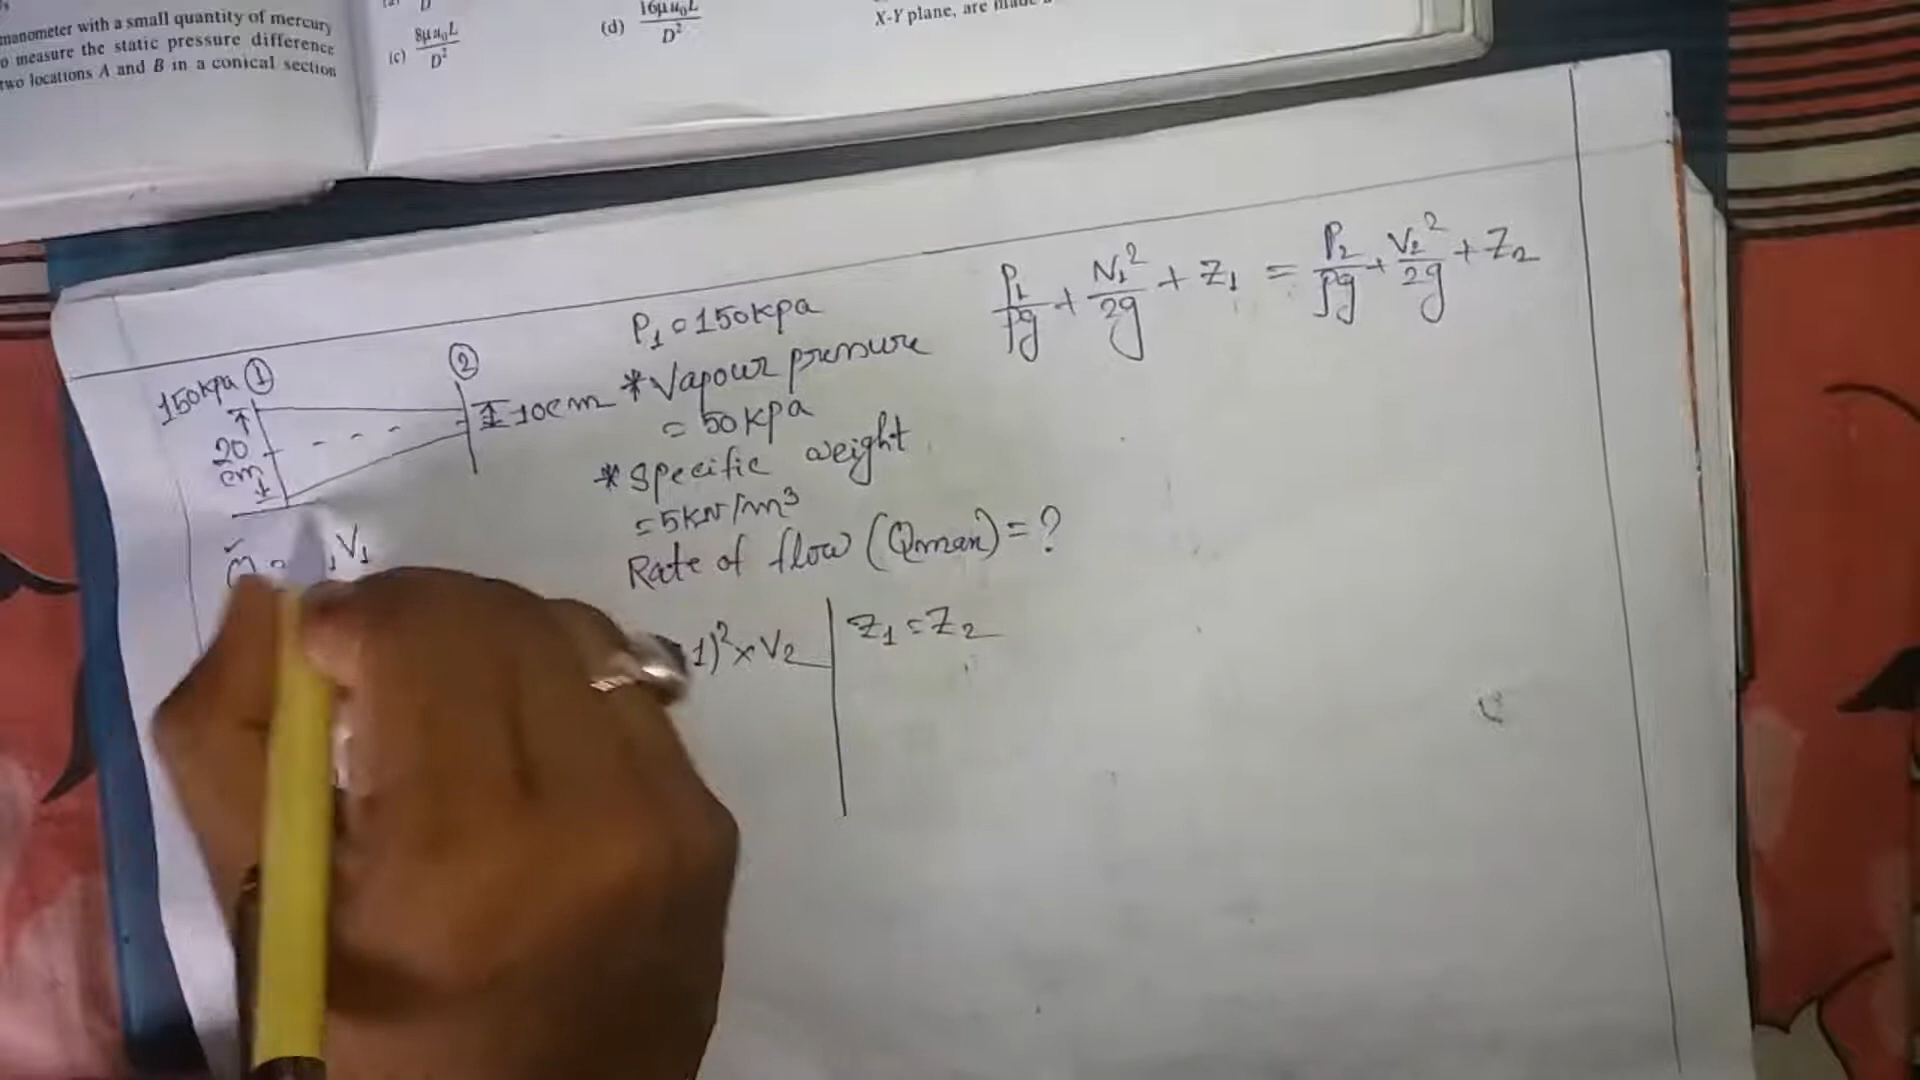 manometer with a small quantity of mercury
o measure the static pressure difference
two locations A and B in a conical section
(c) 8μu₀L/D²
(d) 16μu₀L/D²
X-Y plane, are made
150kpa ①
②
20
cm
10cm
P₁ = 150kpa
*Vapour pressure
= 50kpa
*Specific weight
= 5kN/m³
Rate of flow (Qmax) = ?
P₁/ρg + V₁²/2g + Z₁ = P₂/ρg + V₂²/2g + Z₂
V₁
1)² × V₂
Z₁ = Z₂